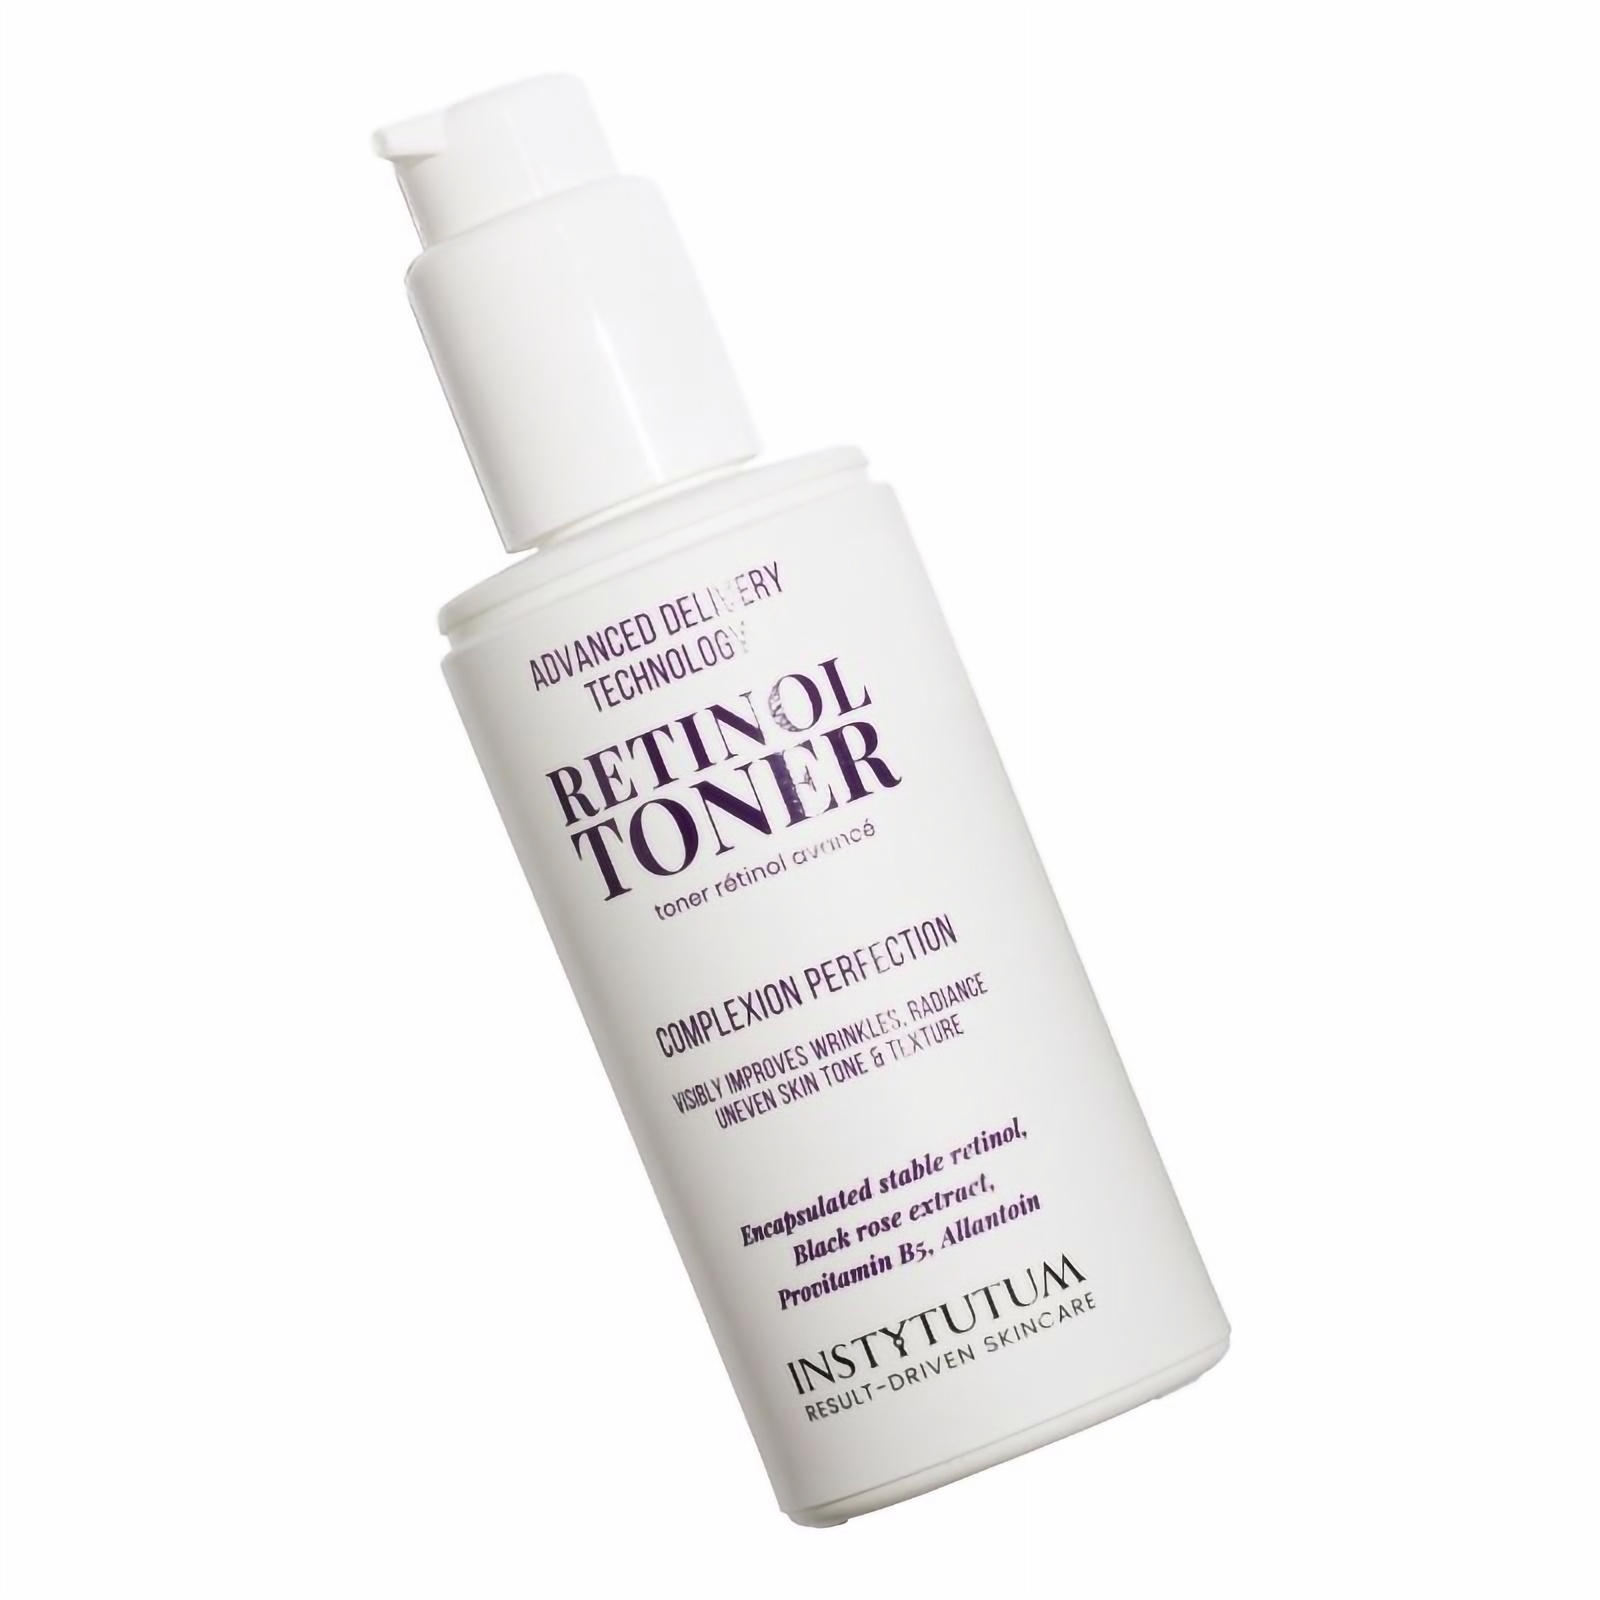 ADVANCED DELIVERY
TECHNOLOGY
RETINOL
TONER
toner rétinol avancé
COMPLEXION PERFECTION
VISIBLY IMPROVES WRINKLES, RADIANCE
UNEVEN SKIN TONE & TEXTURE
Encapsulated stable retinol,
Black rose extract,
Provitamin B5, Allantoin
INSTYTUTUM
RESULT-DRIVEN SKINCARE